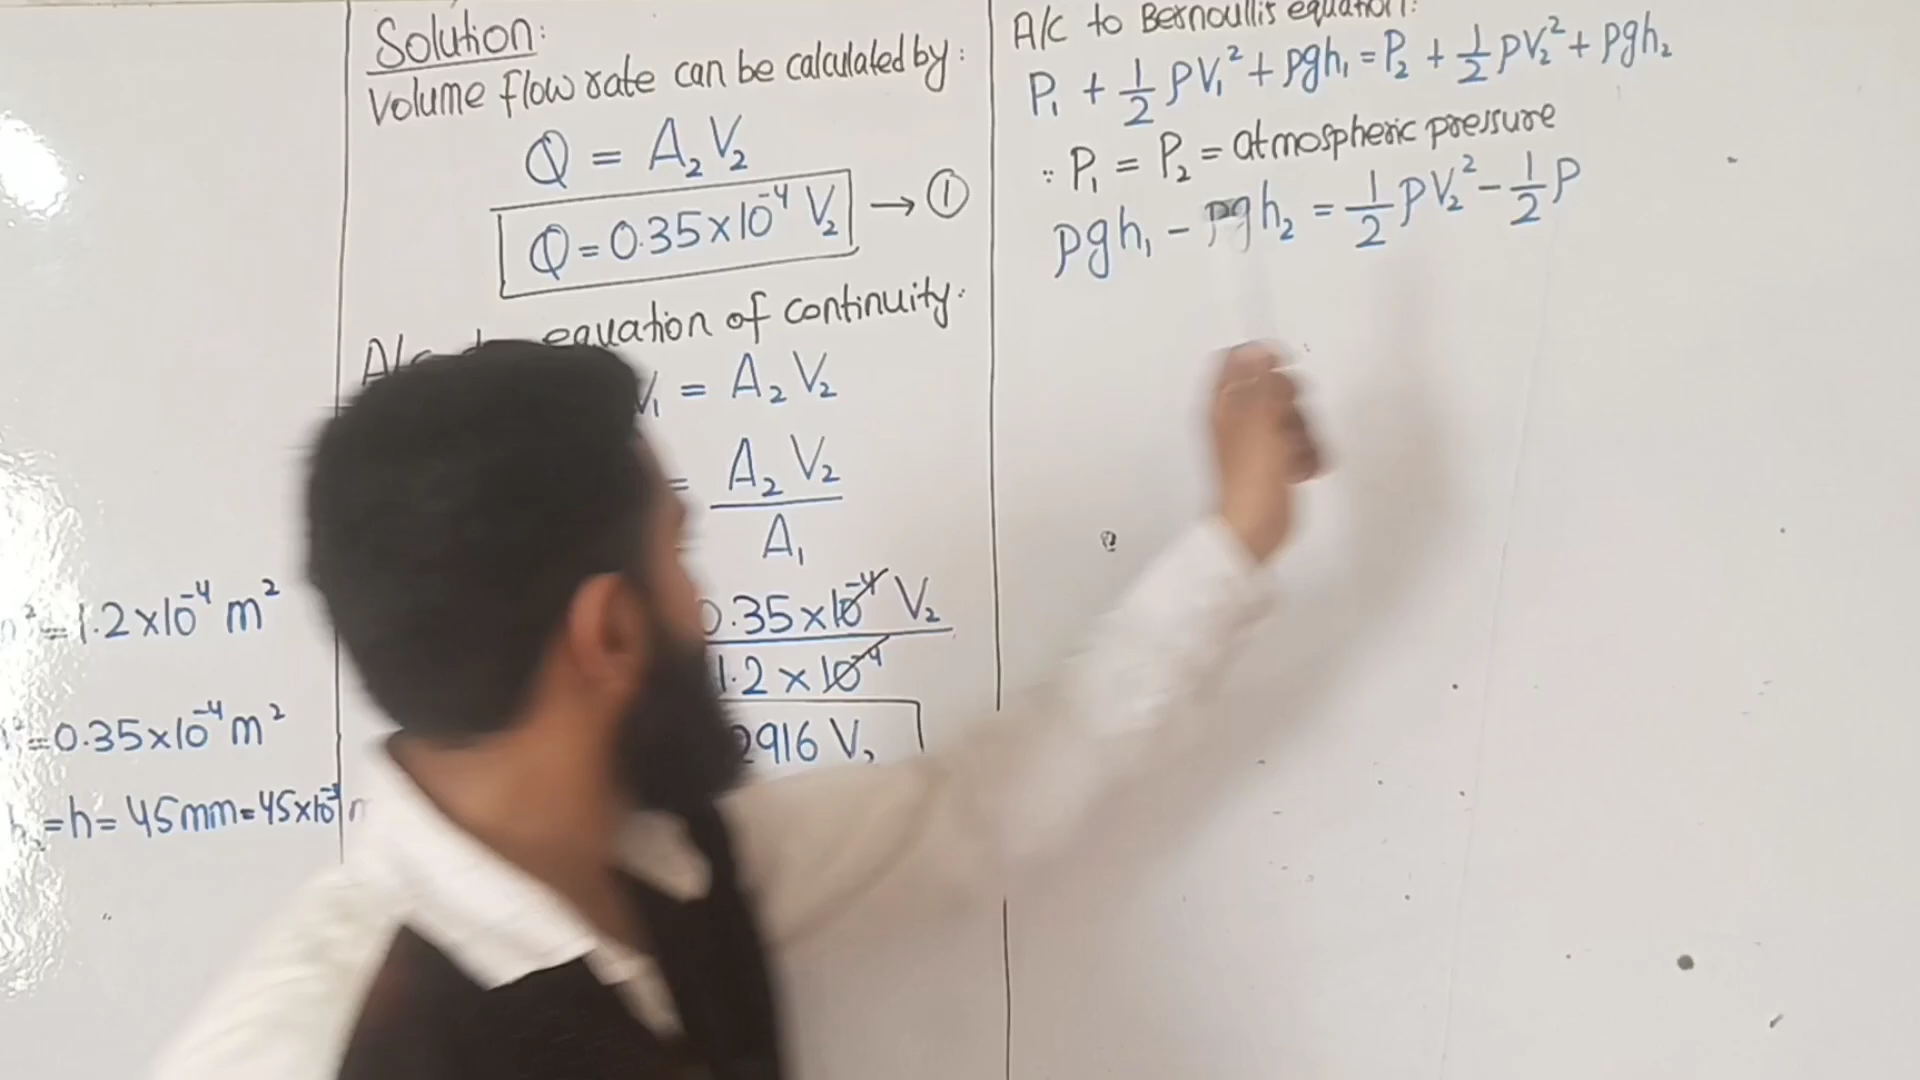 = 1.2×10⁻⁴ m²
= 0.35×10⁻⁴ m²
= h = 45mm = 45×10
Solution:
Volume flow rate can be calculated by:
Q = A₂V₂
Q = 0.35×10⁻⁴ V₂ → ①
equation of continuity.
V₁ = A₂V₂
= A₂V₂
A₁
0.35×10⁻⁴ V₂
1.2×10⁻⁴
2916 V₂
A/c to Bernoullis equation:
P₁ + 1/2 ρV₁² + ρgh₁ = P₂ + 1/2 ρV₂² + ρgh₂
∵ P₁ = P₂ = atmospheric pressure
ρgh₁ - ρgh₂ = 1/2 ρV₂² - 1/2 ρ